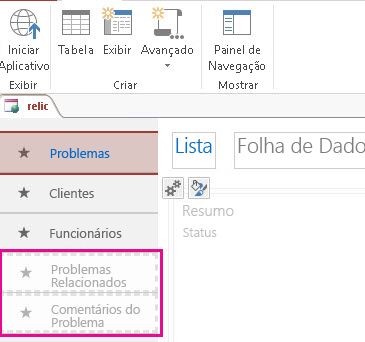 Iniciar
Aplicativo
Tabela
Exibir
Avançado
Painel de
Navegação
Exibir
Criar
Mostrar
relic
Problemas
Lista
Folha de Dado
Clientes
Resumo
Funcionários
Status
Problemas
Relacionados
Comentários do
Problema